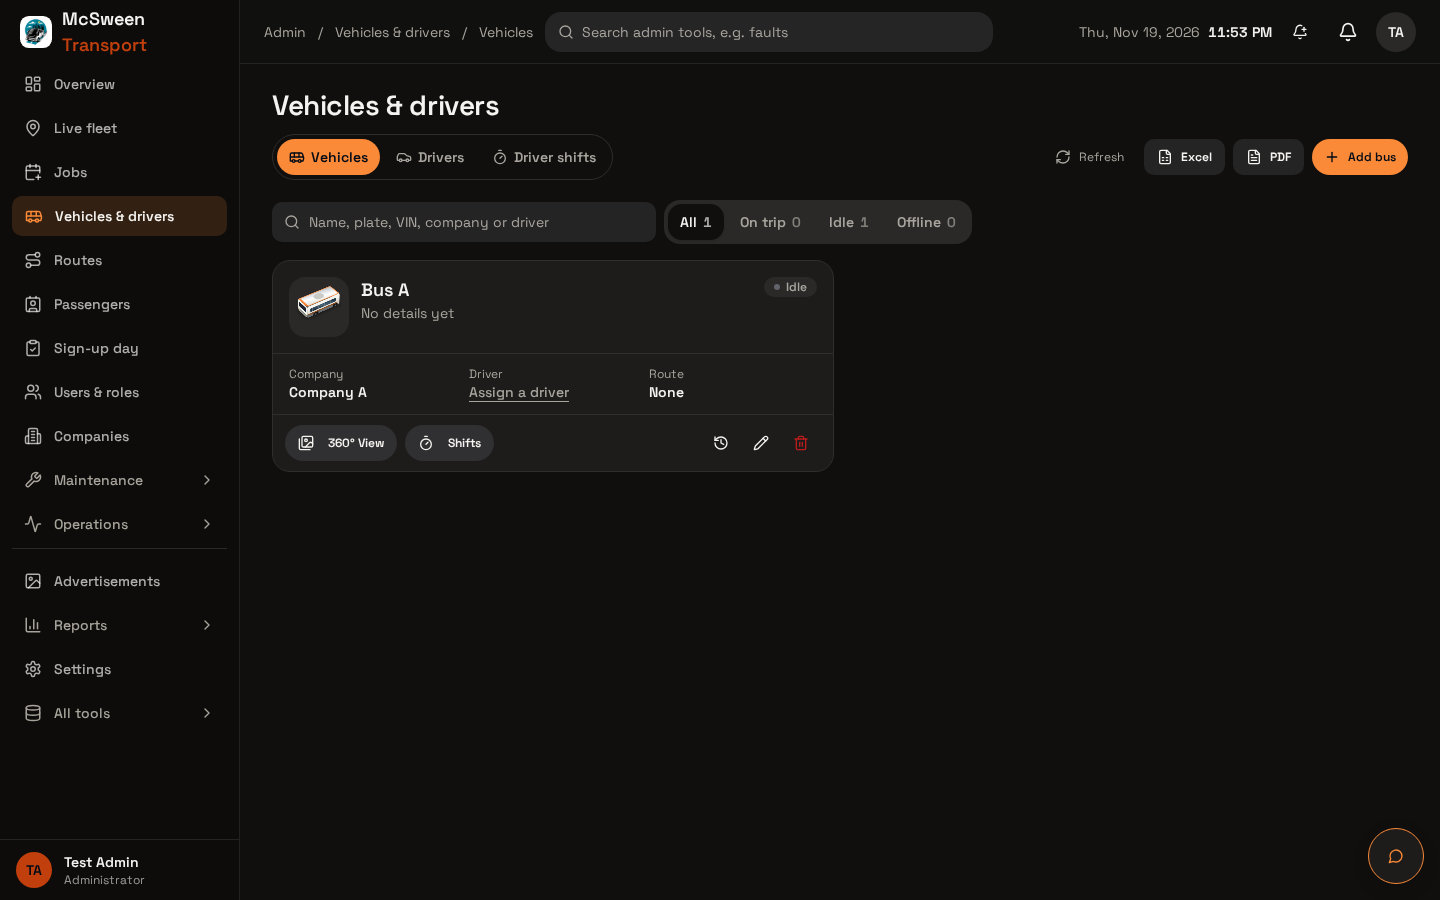 McSween
Transport
Admin / Vehicles & drivers / Vehicles
Search admin tools, e.g. faults
Thu, Nov 19, 2026 11:53 PM
TA
Overview
Live fleet
Jobs
Vehicles & drivers
Routes
Passengers
Sign-up day
Users & roles
Companies
Maintenance
Operations
Advertisements
Reports
Settings
All tools
TA
Test Admin
Administrator
Vehicles & drivers
Vehicles Drivers Driver shifts
Refresh Excel PDF Add bus
Name, plate, VIN, company or driver
All 1 On trip 0 Idle 1 Offline 0
Bus A
No details yet
Idle
Company Driver Route
Company A Assign a driver None
360° View Shifts